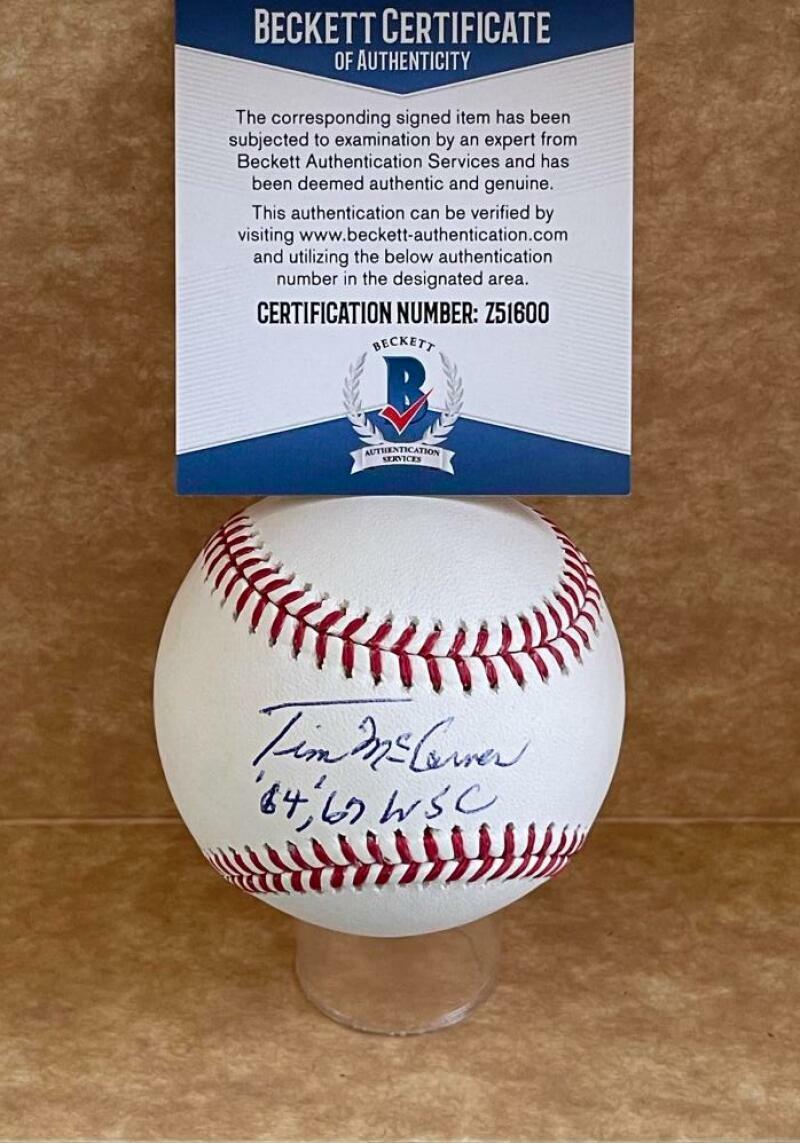 BECKETT CERTIFICATE
OF AUTHENTICITY
The corresponding signed item has been
subjected to examination by an expert from
Beckett Authentication Services and has
been deemed authentic and genuine.
This authentication can be verified by
visiting www.beckett-authentication.com
and utilizing the below authentication
number in the designated area.
CERTIFICATION NUMBER: Z51600
BECKETT
B
AUTHENTICATION
SERVICES
Tim McCarver
'64, '67 WSC